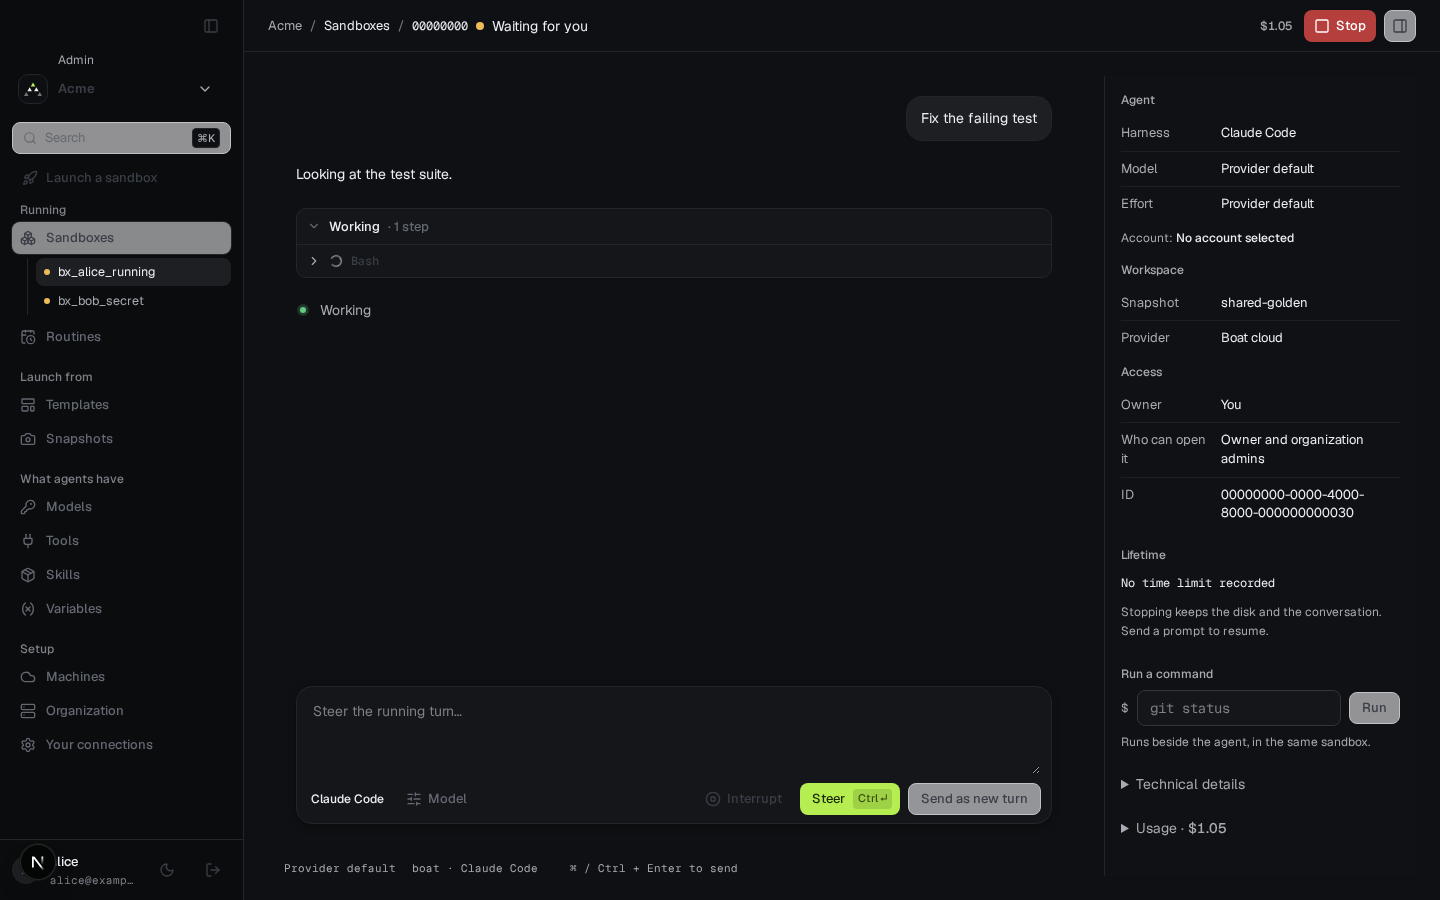 Admin
Acme
Search ⌘K
Launch a sandbox
Running
Sandboxes
bx_alice_running
bx_bob_secret
Routines
Launch from
Templates
Snapshots
What agents have
Models
Tools
Skills
Variables
Setup
Machines
Organization
Your connections
N
lice
alice@examp…
Acme / Sandboxes / 00000000 Waiting for you
$1.05 Stop
Fix the failing test
Looking at the test suite.
Working · 1 step
Bash
Working
Steer the running turn…
Claude Code Model Interrupt Steer Ctrl↵ Send as new turn
Provider default boat · Claude Code ⌘ / Ctrl + Enter to send
Agent
Harness Claude Code
Model Provider default
Effort Provider default
Account: No account selected
Workspace
Snapshot shared-golden
Provider Boat cloud
Access
Owner You
Who can open it Owner and organization admins
ID 00000000-0000-4000-8000-000000000030
Lifetime
No time limit recorded
Stopping keeps the disk and the conversation.
Send a prompt to resume.
Run a command
$ git status Run
Runs beside the agent, in the same sandbox.
Technical details
Usage · $1.05